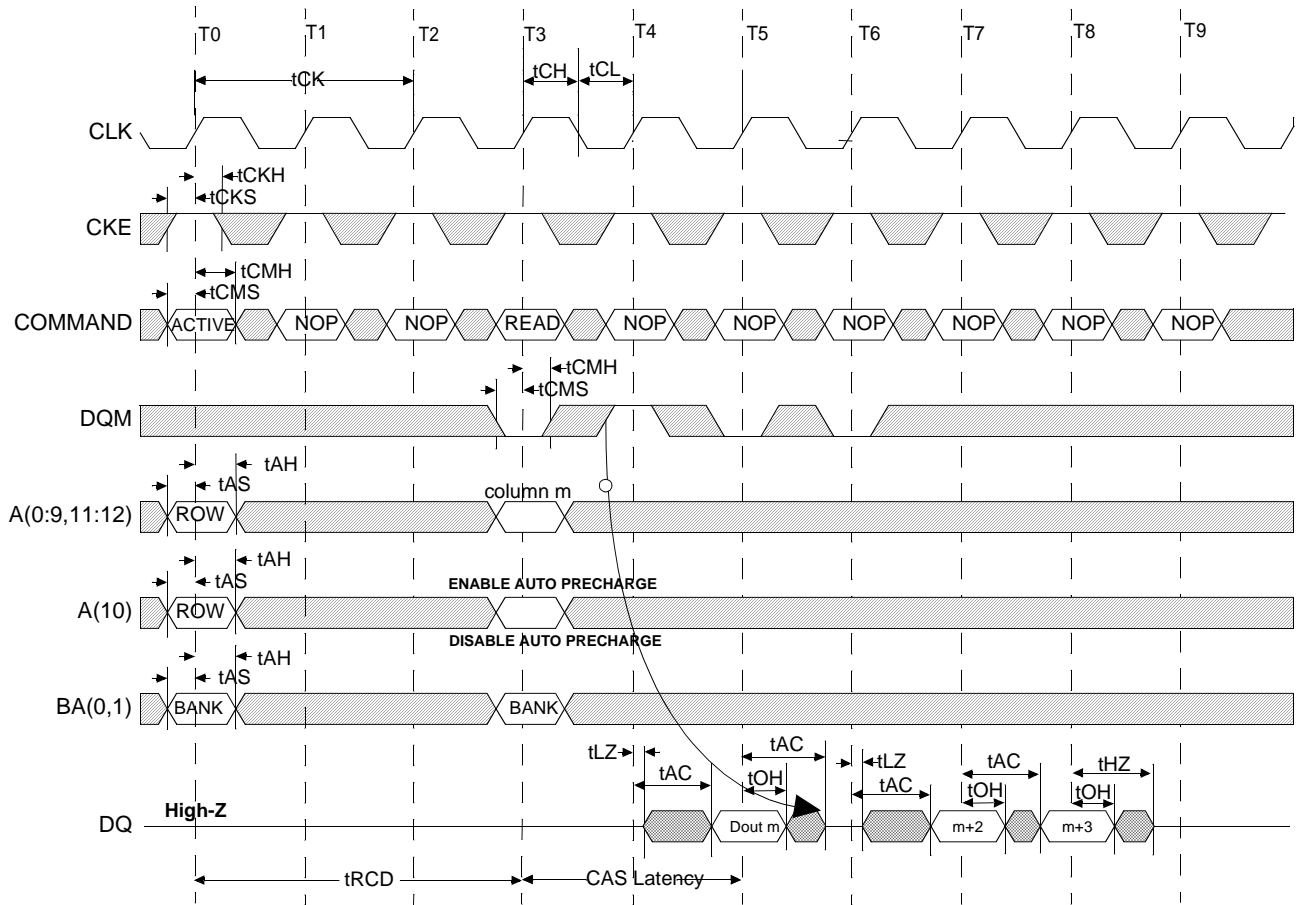 T0 T1 T2 T3 T4 T5 T6 T7 T8 T9
tCK tCH tCL
CLK
tCKH
tCKS
CKE
tCMH
tCMS
COMMAND ACTIVE NOP NOP READ NOP NOP NOP NOP NOP NOP
tCMH
tCMS
DQM
tAH
tAS
column m
A(0:9,11:12) ROW
tAH
tAS
ENABLE AUTO PRECHARGE
A(10) ROW
DISABLE AUTO PRECHARGE
tAH
tAS
BA(0,1) BANK BANK
tLZ tAC tAC tLZ tAC tAC tHZ
tOH tOH tOH
High-Z
DQ Dout m m+2 m+3
tRCD CAS Latency